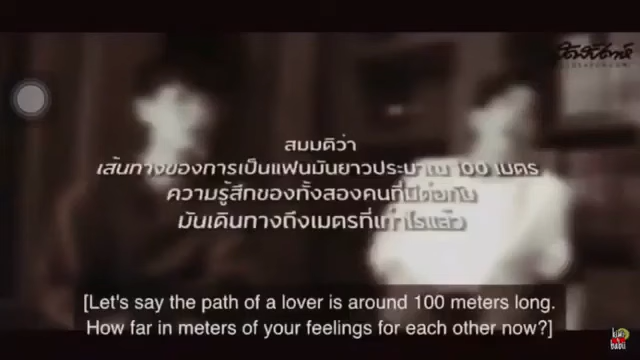 สมมติว่า
เส้นทางของการเป็นแฟนมันยาวประมาณ 100 เมตร
ความรู้สึกของทั้งสองคนที่มีต่อกัน
มันเดินทางถึงเมตรที่เท่าไรแล้ว
[Let's say the path of a lover is around 100 meters long.
How far in meters of your feelings for each other now?]